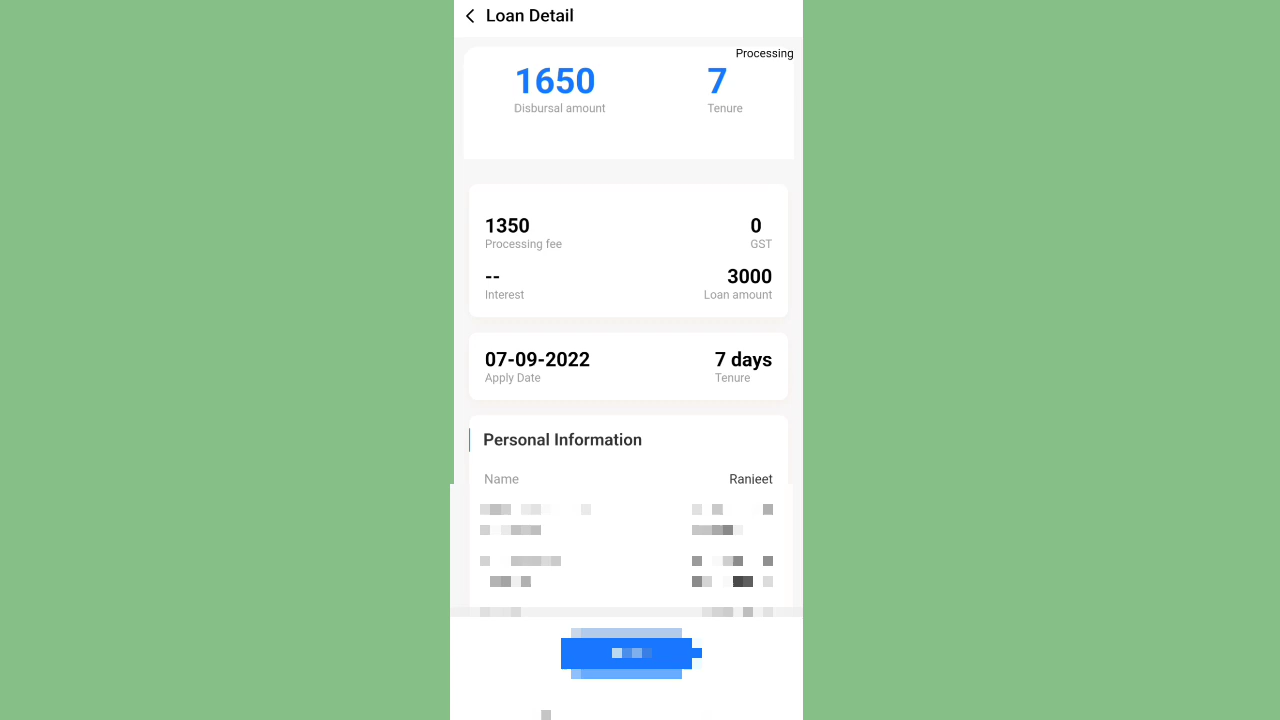 Loan Detail
Processing
1650 7
Disbursal amount Tenure
1350 0
Processing fee GST
-- 3000
Interest Loan amount
07-09-2022 7 days
Apply Date Tenure
Personal Information
Name Ranjeet